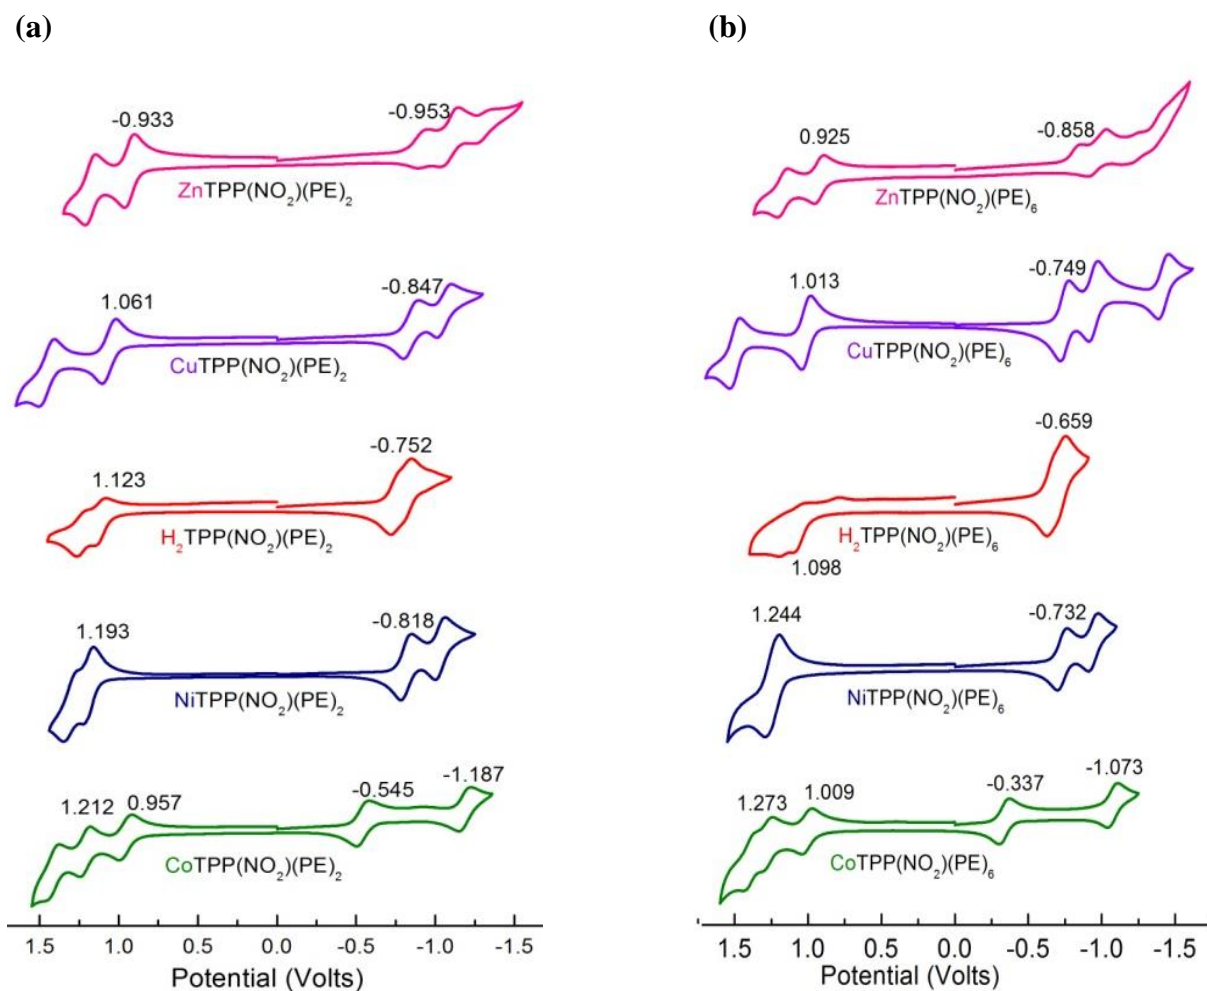 (a)
-0.933 -0.953
ZnTPP(NO₂)(PE)₂
1.061 -0.847
CuTPP(NO₂)(PE)₂
1.123 -0.752
H₂TPP(NO₂)(PE)₂
1.193 -0.818
NiTPP(NO₂)(PE)₂
1.212 0.957 -0.545 -1.187
CoTPP(NO₂)(PE)₂
1.5 1.0 0.5 0.0 -0.5 -1.0 -1.5
Potential (Volts)
(b)
0.925 -0.858
ZnTPP(NO₂)(PE)₆
1.013 -0.749
CuTPP(NO₂)(PE)₆
-0.659
H₂TPP(NO₂)(PE)₆
1.098
1.244 -0.732
NiTPP(NO₂)(PE)₆
1.273 1.009 -0.337 -1.073
CoTPP(NO₂)(PE)₆
1.5 1.0 0.5 0.0 -0.5 -1.0 -1.5
Potential (Volts)